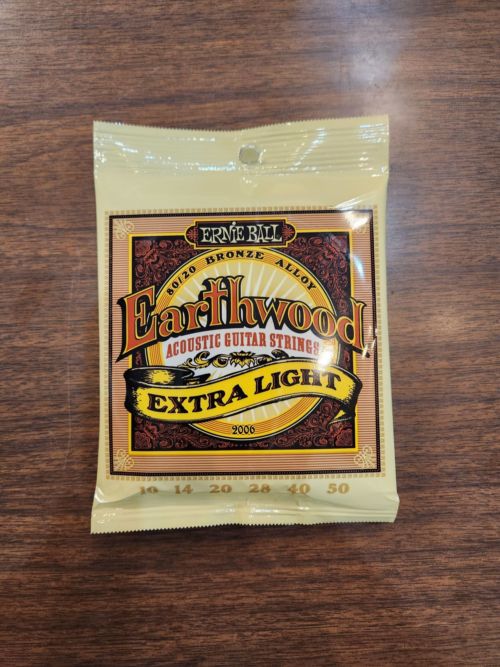 ERNIE BALL
80/20 BRONZE ALLOY
Earthwood
ACOUSTIC GUITAR STRINGS
EXTRA LIGHT
2006
10 14 20 28 40 50